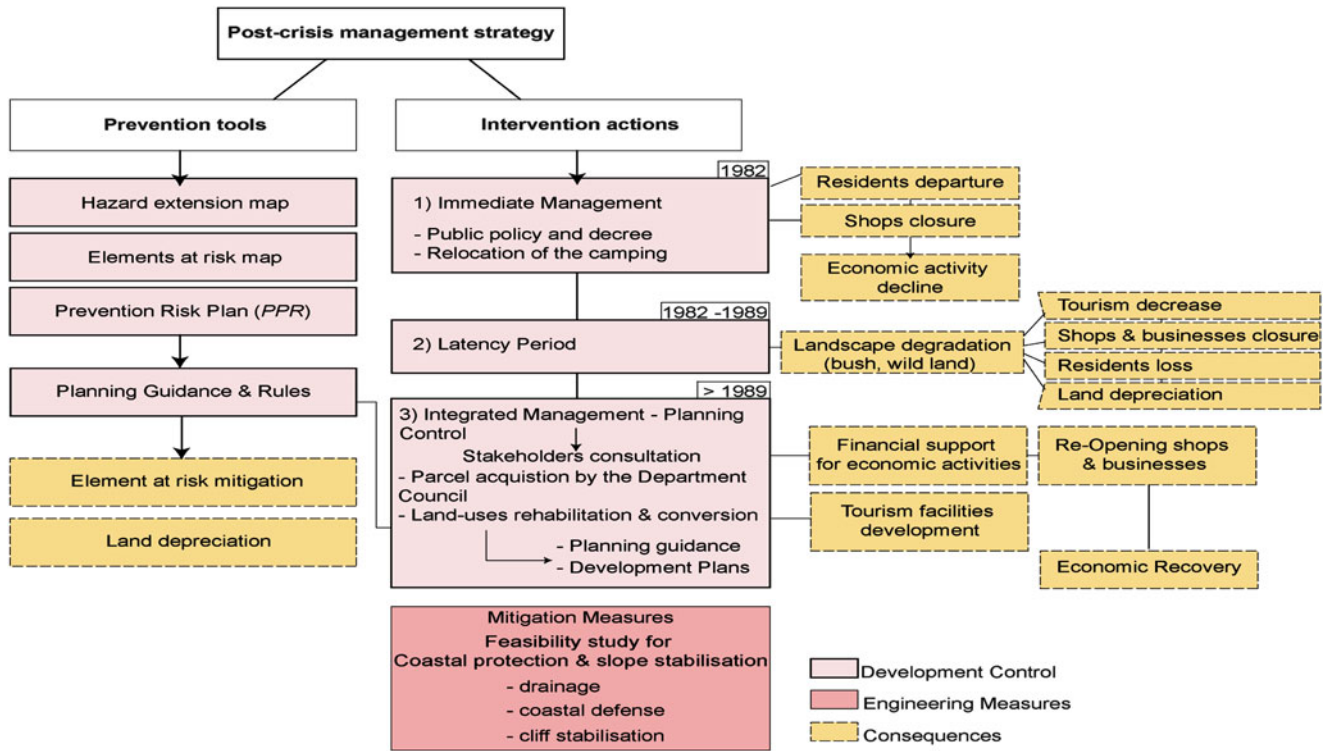 Post-crisis management strategy
Prevention tools
Hazard extension map
Elements at risk map
Prevention Risk Plan (PPR)
Planning Guidance & Rules
Element at risk mitigation
Land depreciation
Intervention actions
1982
1) Immediate Management
- Public policy and decree
- Relocation of the camping
Residents departure
Shops closure
Economic activity
decline
1982 -1989
2) Latency Period
Landscape degradation
(bush, wild land)
Tourism decrease
Shops & businesses closure
Residents loss
Land depreciation
> 1989
3) Integrated Management - Planning
Control
Stakeholders consultation
- Parcel acquistion by the Department
Council
- Land-uses rehabilitation & conversion
- Planning guidance
- Development Plans
Financial support
for economic activities
Re-Opening shops
& businesses
Tourism facilities
development
Economic Recovery
Mitigation Measures
Feasibility study for
Coastal protection & slope stabilisation
- drainage
- coastal defense
- cliff stabilisation
Development Control
Engineering Measures
Consequences